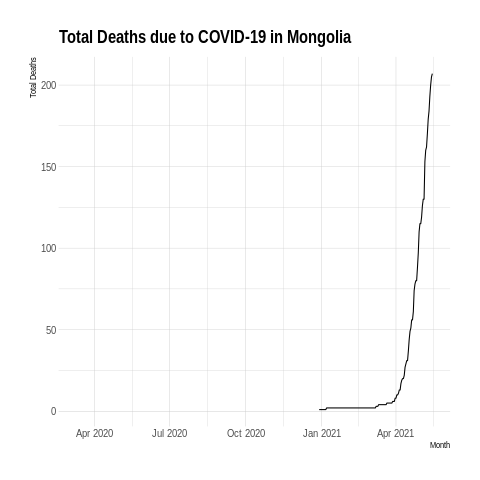 Total Deaths due to COVID-19 in Mongolia
Total Deaths
200
150
100
50
0
Apr 2020 Jul 2020 Oct 2020 Jan 2021 Apr 2021
Month